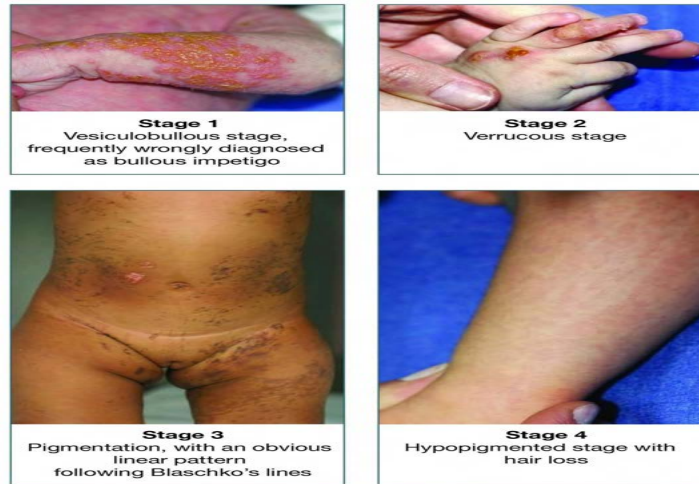 Stage 1
Vesiculobullous stage,
frequently wrongly diagnosed
as bullous impetigo
Stage 2
Verrucous stage
Stage 3
Pigmentation, with an obvious
linear pattern
following Blaschko's lines
Stage 4
Hypopigmented stage with
hair loss